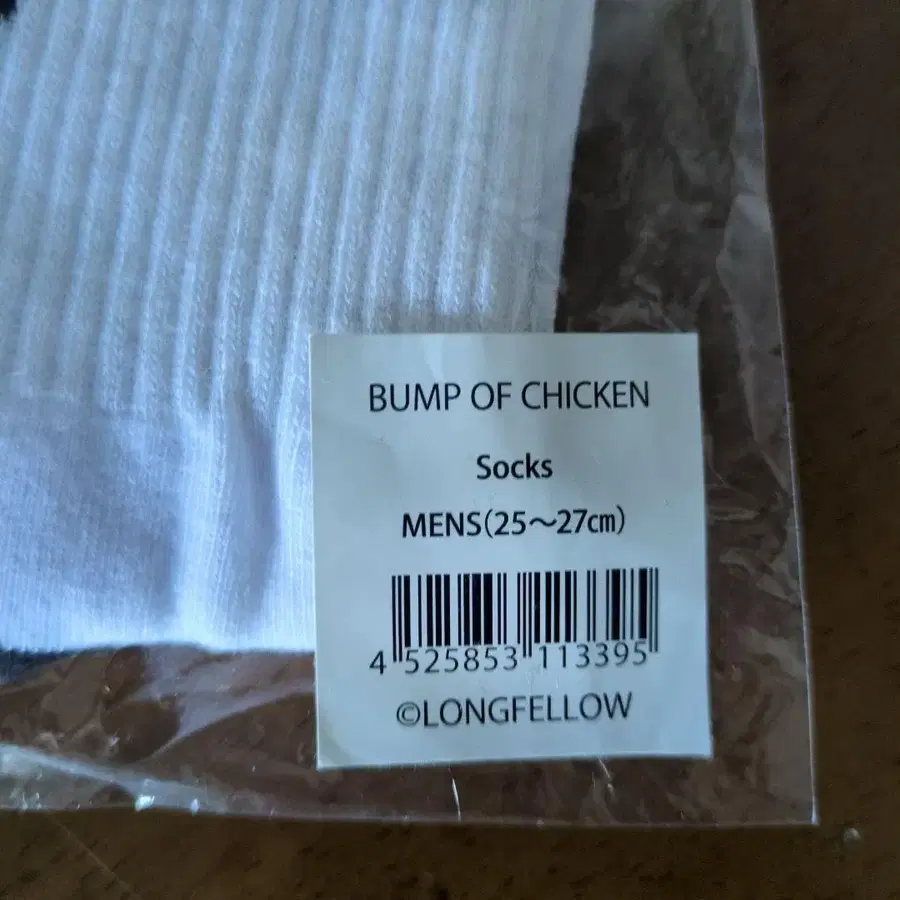 BUMP OF CHICKEN
Socks
MENS(25～27㎝)
4 525853 113395
©LONGFELLOW